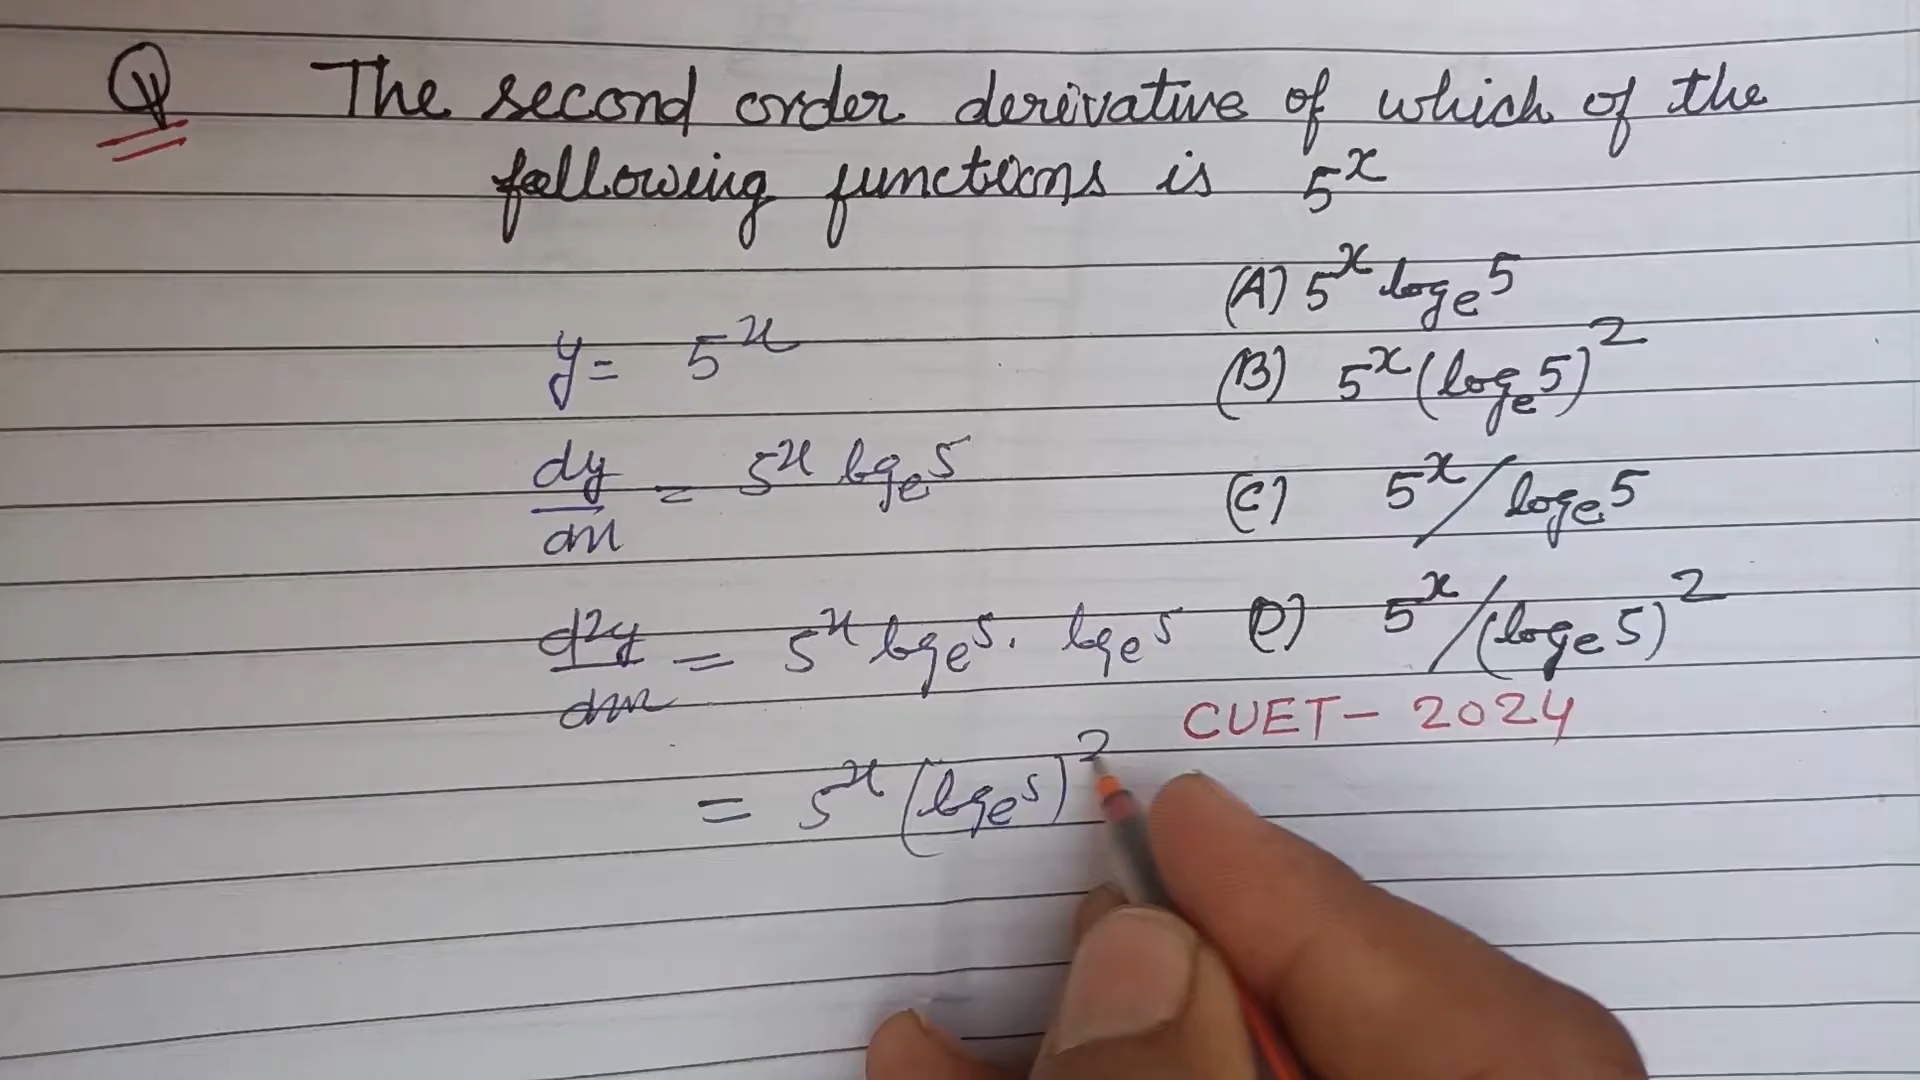 Q The second order derivative of which of the
following functions is 5^x
(A) 5^x log_e 5
y = 5^x
(B) 5^x (log_e 5)^2
dy/dx = 5^x log_e 5
(C) 5^x / log_e 5
d^2y/dx = 5^x log_e 5 . log_e 5
(D) 5^x / (log_e 5)^2
CUET - 2024
= 5^x (log_e 5)^2